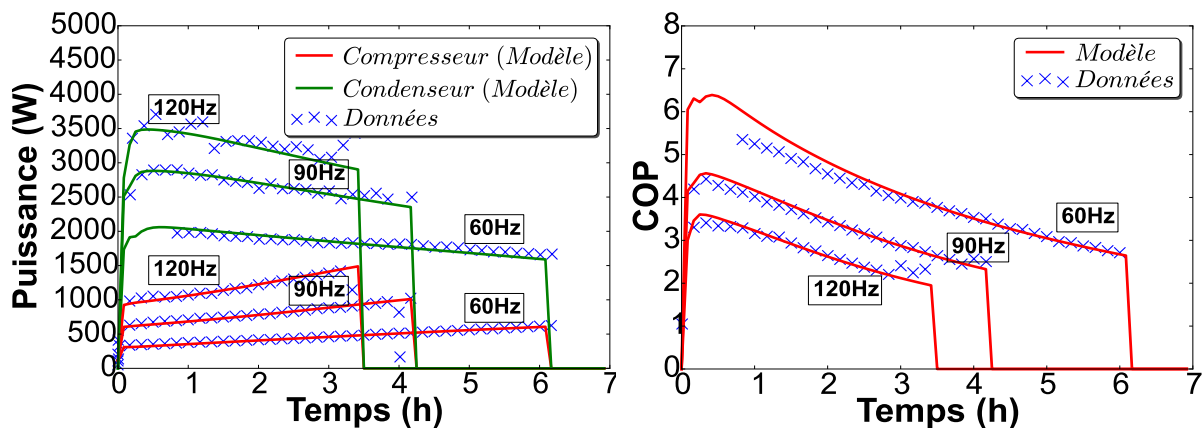 5000
4500
4000
3500
3000
2500
2000
1500
1000
500
0
Puissance (W)
Compresseur (Modèle)
Condenseur (Modèle)
Données
120Hz
90Hz
60Hz
120Hz
90Hz
60Hz
0 1 2 3 4 5 6 7
Temps (h)
8
7
6
5
4
3
2
1
0
COP
Modèle
Données
60Hz
90Hz
120Hz
0 1 2 3 4 5 6 7
Temps (h)